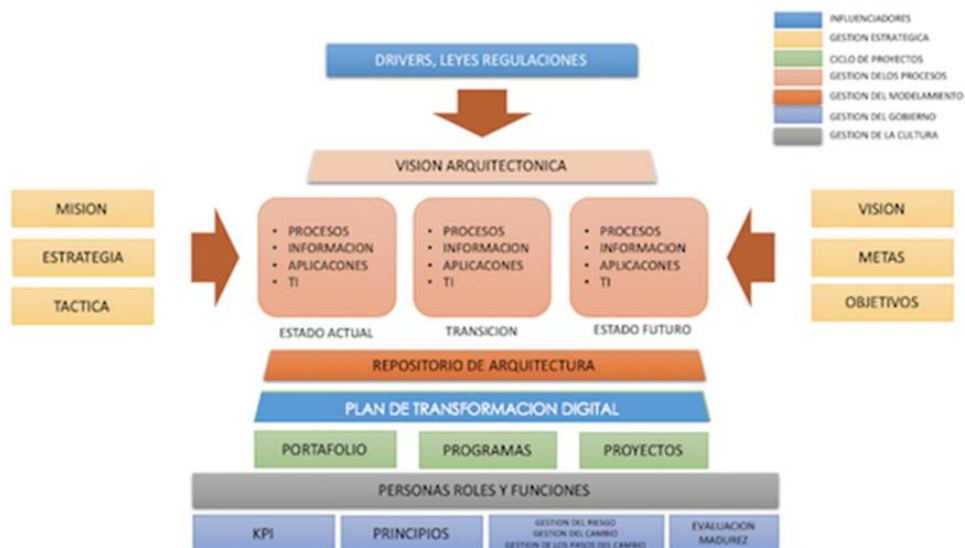 DRIVERS, LEYES REGULACIONES
INFLUENCIADORES
GESTION ESTRATEGICA
CICLO DE PROYECTOS
GESTION DELOS PROCESOS
GESTION DEL MODELAMIENTO
GESTION DEL GOBIERNO
GESTION DE LA CULTURA
VISION ARQUITECTONICA
MISION
ESTRATEGIA
TACTICA
• PROCESOS
• INFORMACION
• APLICACONES
• TI
ESTADO ACTUAL
• PROCESOS
• INFORMACION
• APLICACONES
• TI
TRANSICION
• PROCESOS
• INFORMACION
• APLICACONES
• TI
ESTADO FUTURO
VISION
METAS
OBJETIVOS
REPOSITORIO DE ARQUITECTURA
PLAN DE TRANSFORMACION DIGITAL
PORTAFOLIO
PROGRAMAS
PROYECTOS
PERSONAS ROLES Y FUNCIONES
KPI
PRINCIPIOS
GESTION DEL RIESGO
GESTION DEL CAMBIO
GESTION DE LOS PASOS DEL CAMBIO
EVALUACION
MADUREZ